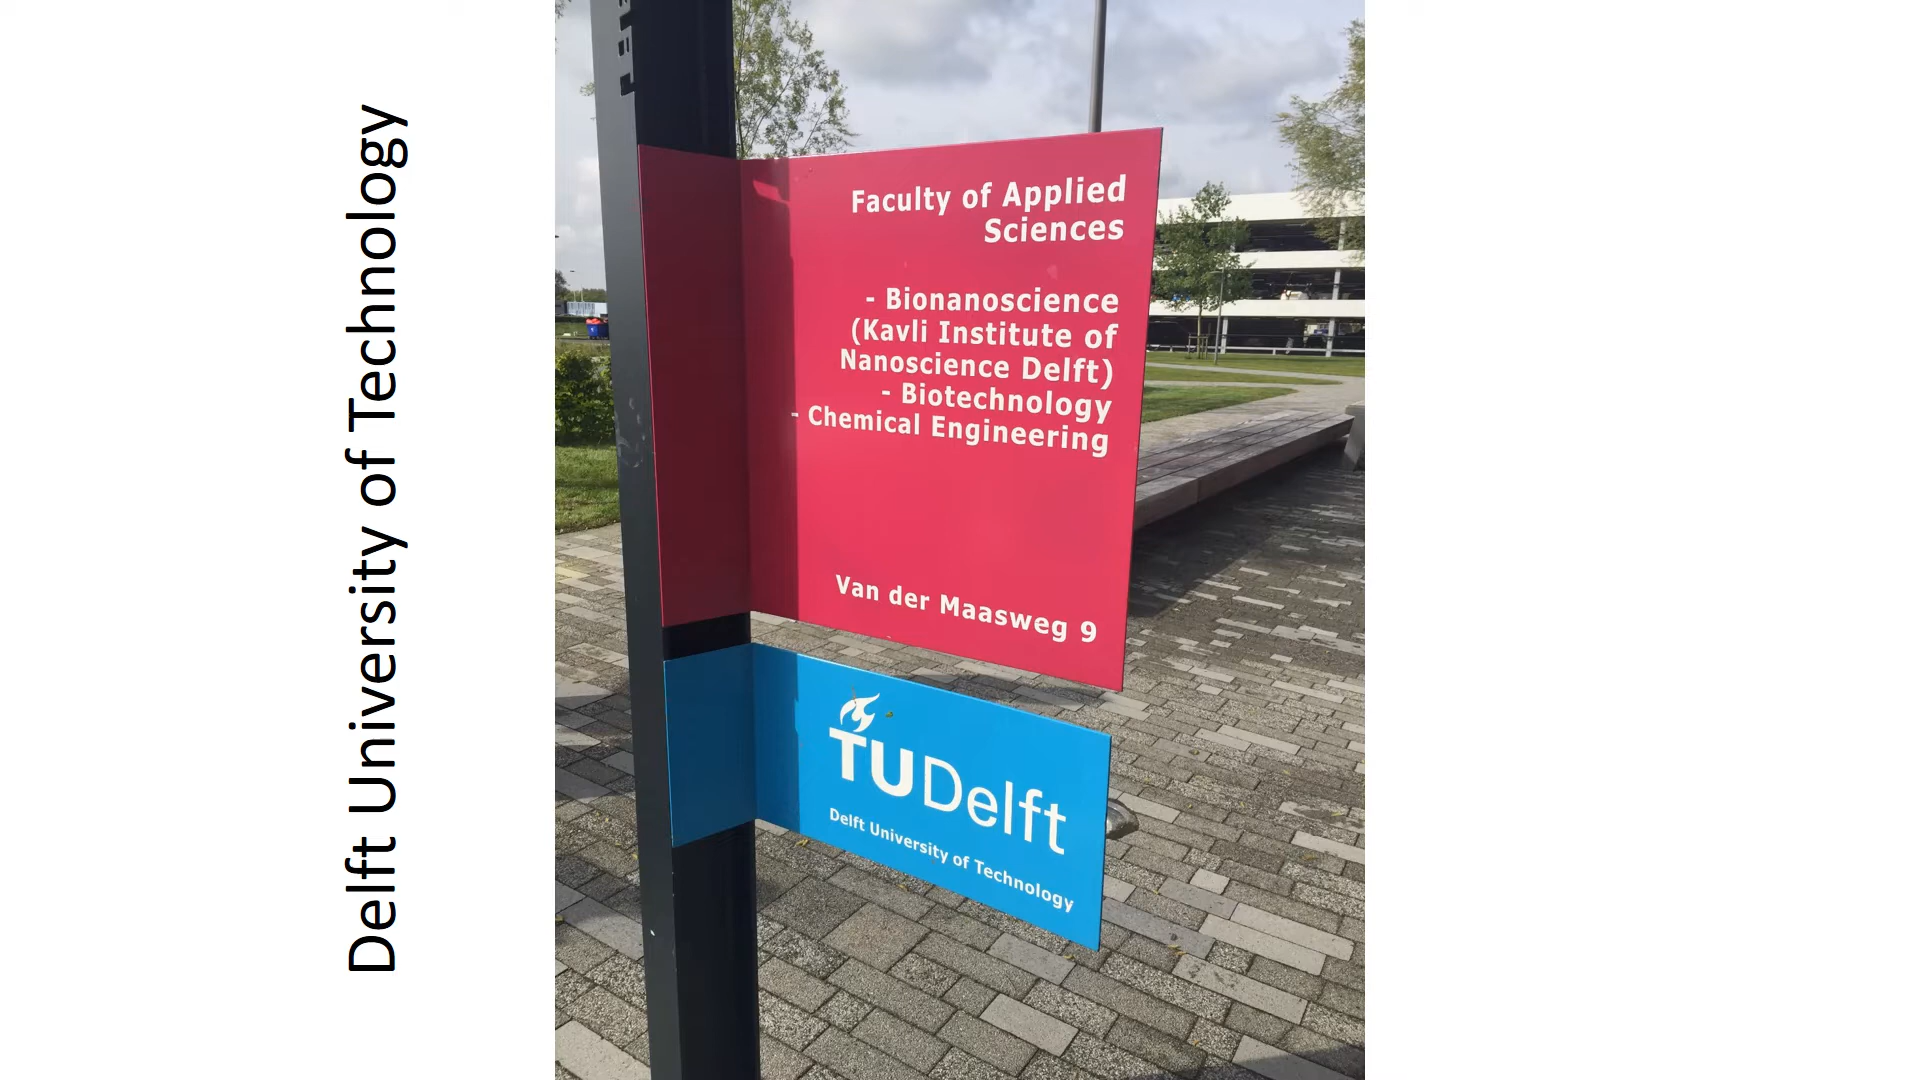 Delft University of Technology
Faculty of Applied
Sciences
- Bionanoscience
(Kavli Institute of
Nanoscience Delft)
- Biotechnology
- Chemical Engineering
Van der Maasweg 9
TUDelft
Delft University of Technology